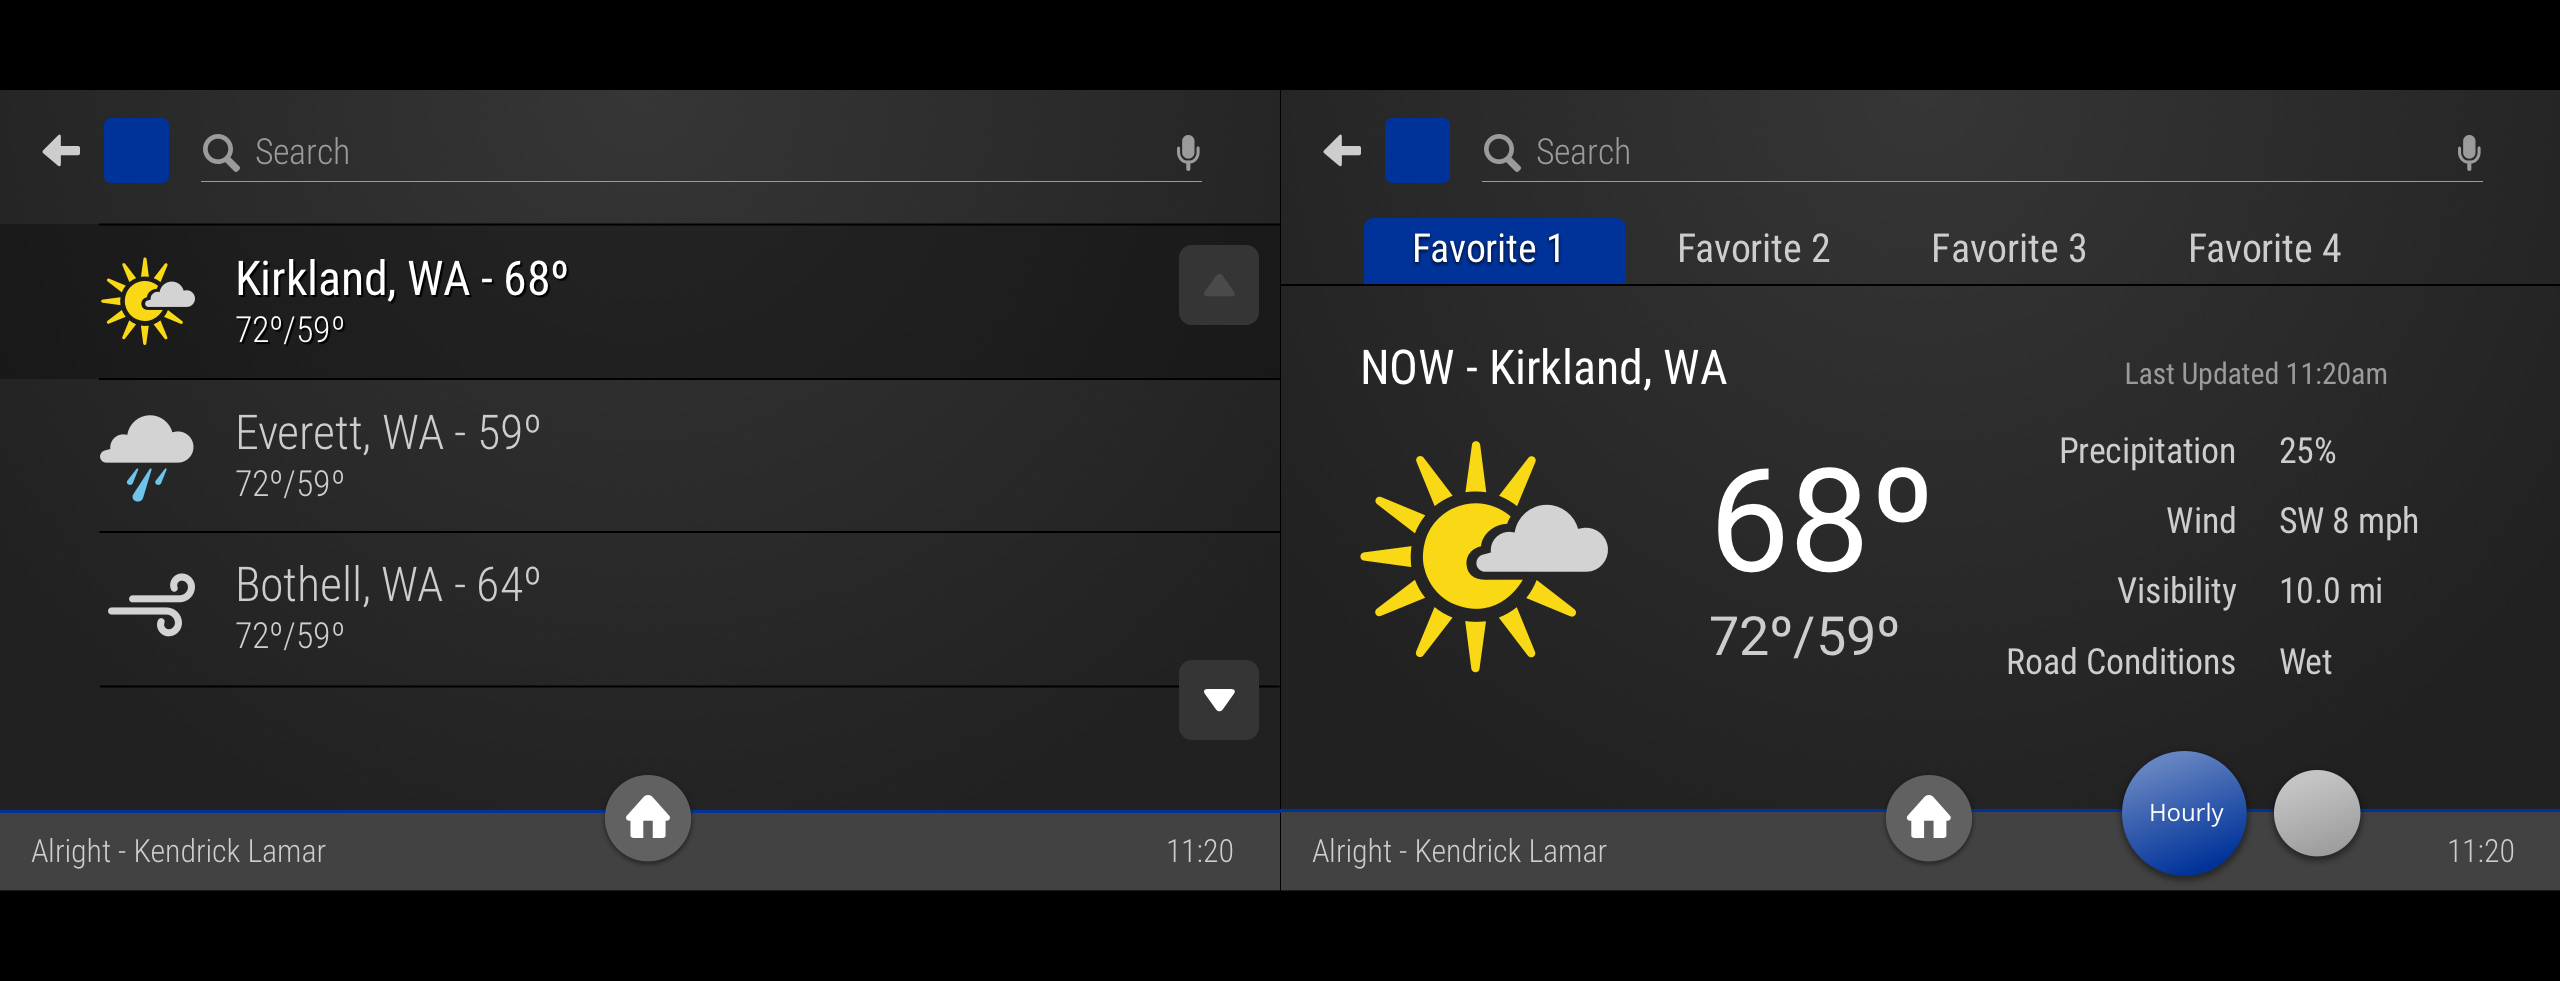 Search
Kirkland, WA - 68º
72º/59º
Everett, WA - 59º
72º/59º
Bothell, WA - 64º
72º/59º
Alright - Kendrick Lamar
11:20
Search
Favorite 1
Favorite 2
Favorite 3
Favorite 4
NOW - Kirkland, WA
Last Updated 11:20am
68º
72º/59º
Precipitation 25%
Wind SW 8 mph
Visibility 10.0 mi
Road Conditions Wet
Hourly
Alright - Kendrick Lamar
11:20